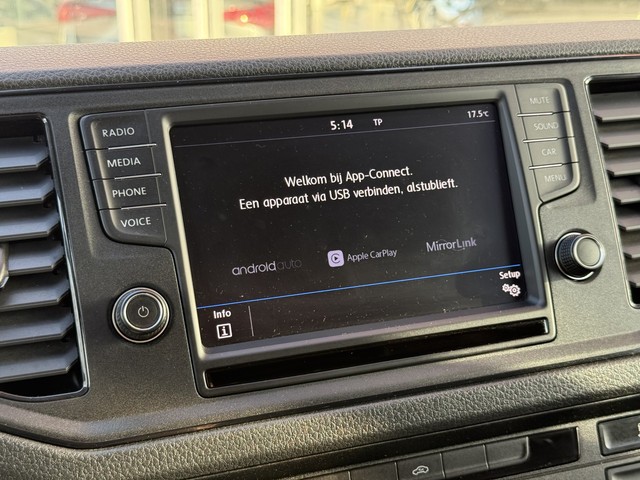 5:14 TP 17.5°C
RADIO
MEDIA
PHONE
VOICE
MUTE
SOUND
CAR
MENU
Welkom bij App-Connect.
Een apparaat via USB verbinden, alstublieft.
androidauto Apple CarPlay MirrorLink
Info
Setup